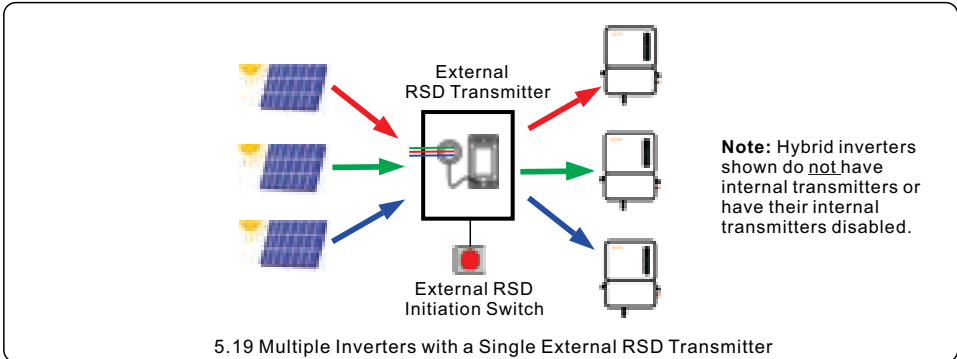 External
RSD Transmitter
Note: Hybrid inverters
shown do not have
internal transmitters or
have their internal
transmitters disabled.
External RSD
Initiation Switch
5.19 Multiple Inverters with a Single External RSD Transmitter